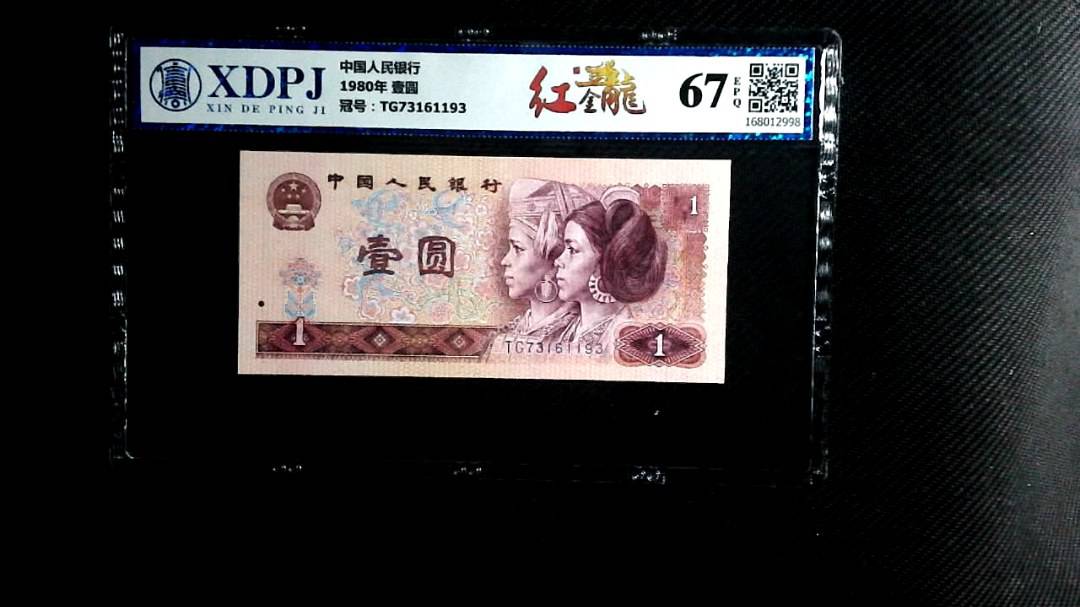 XDPJ
XIN DE PING JI
中国人民银行
1980年 壹圆
冠号：TG73161193
红金龍
67
EPQ
168012998
中国人民銀行
1
壹圆
1
TG73161193
1